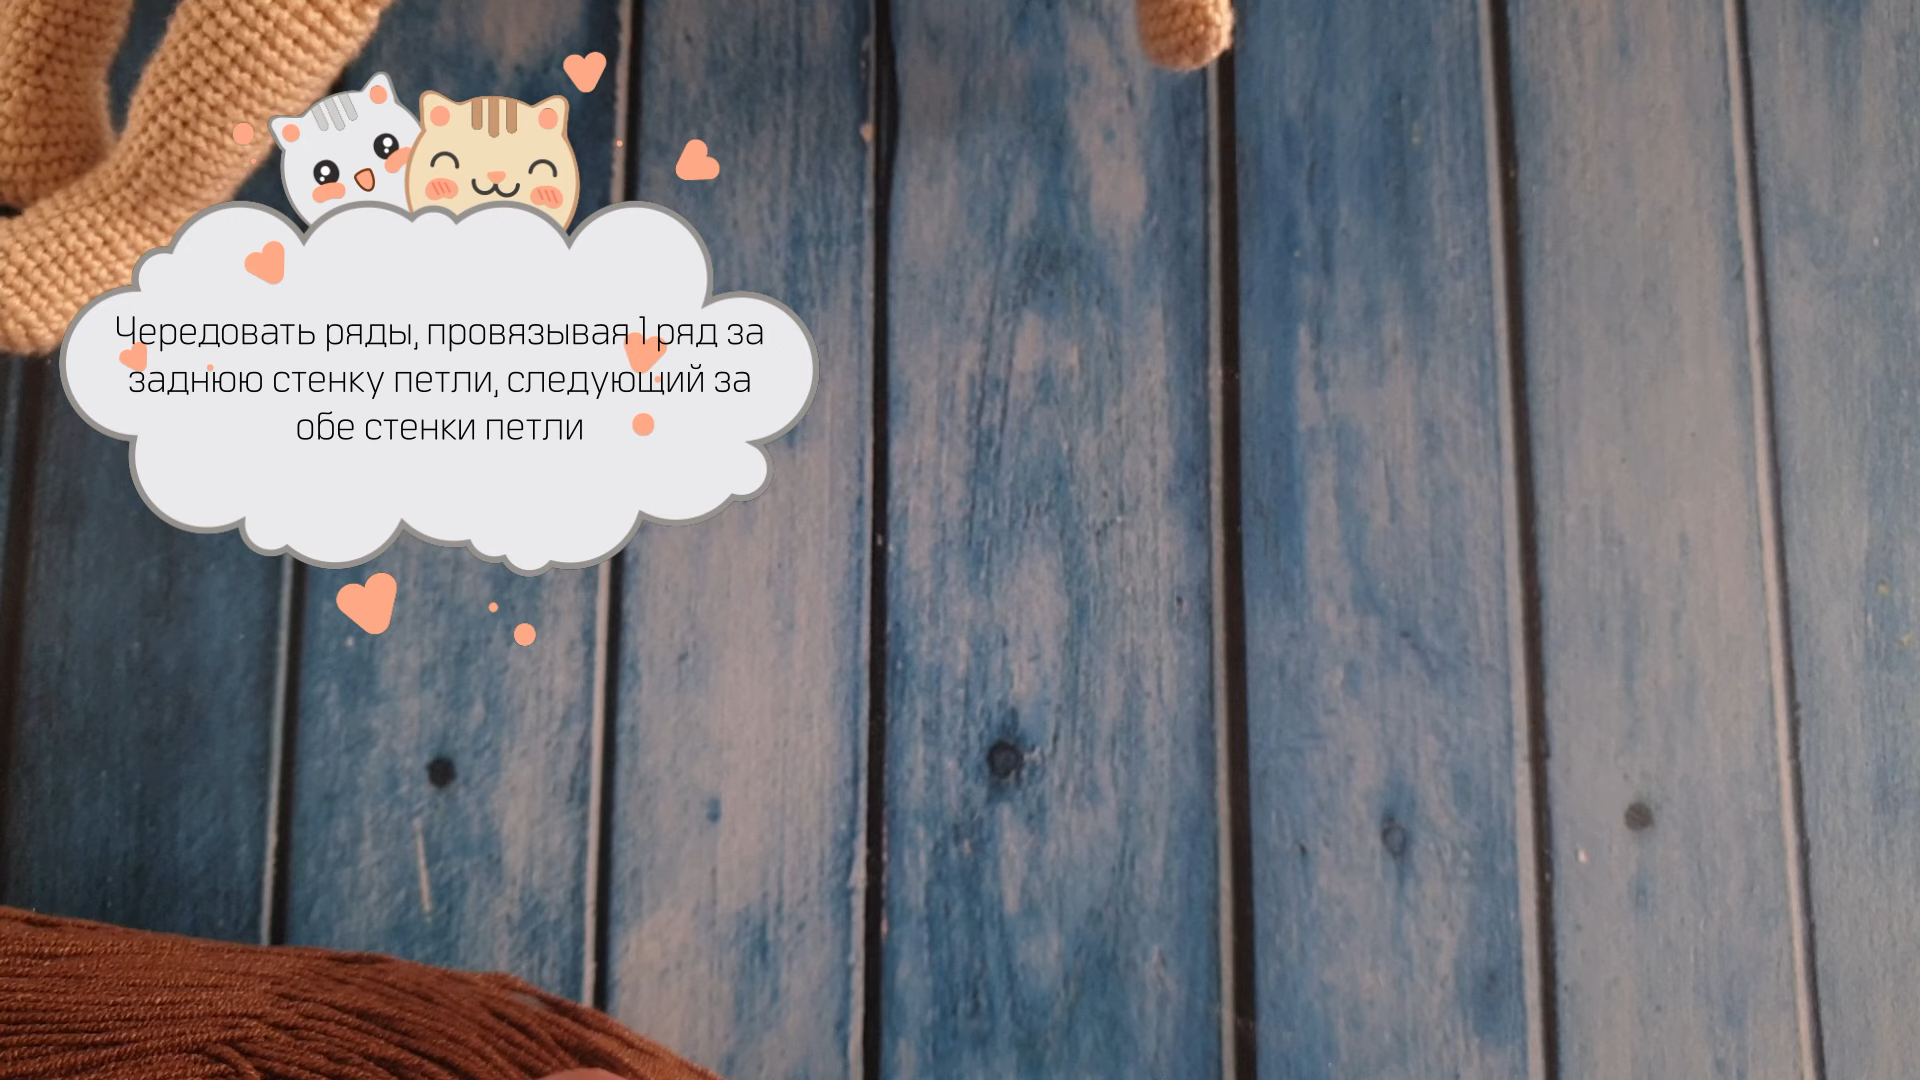 Чередовать ряды, провязывая 1 ряд за
заднюю стенку петли, следующий за
обе стенки петли